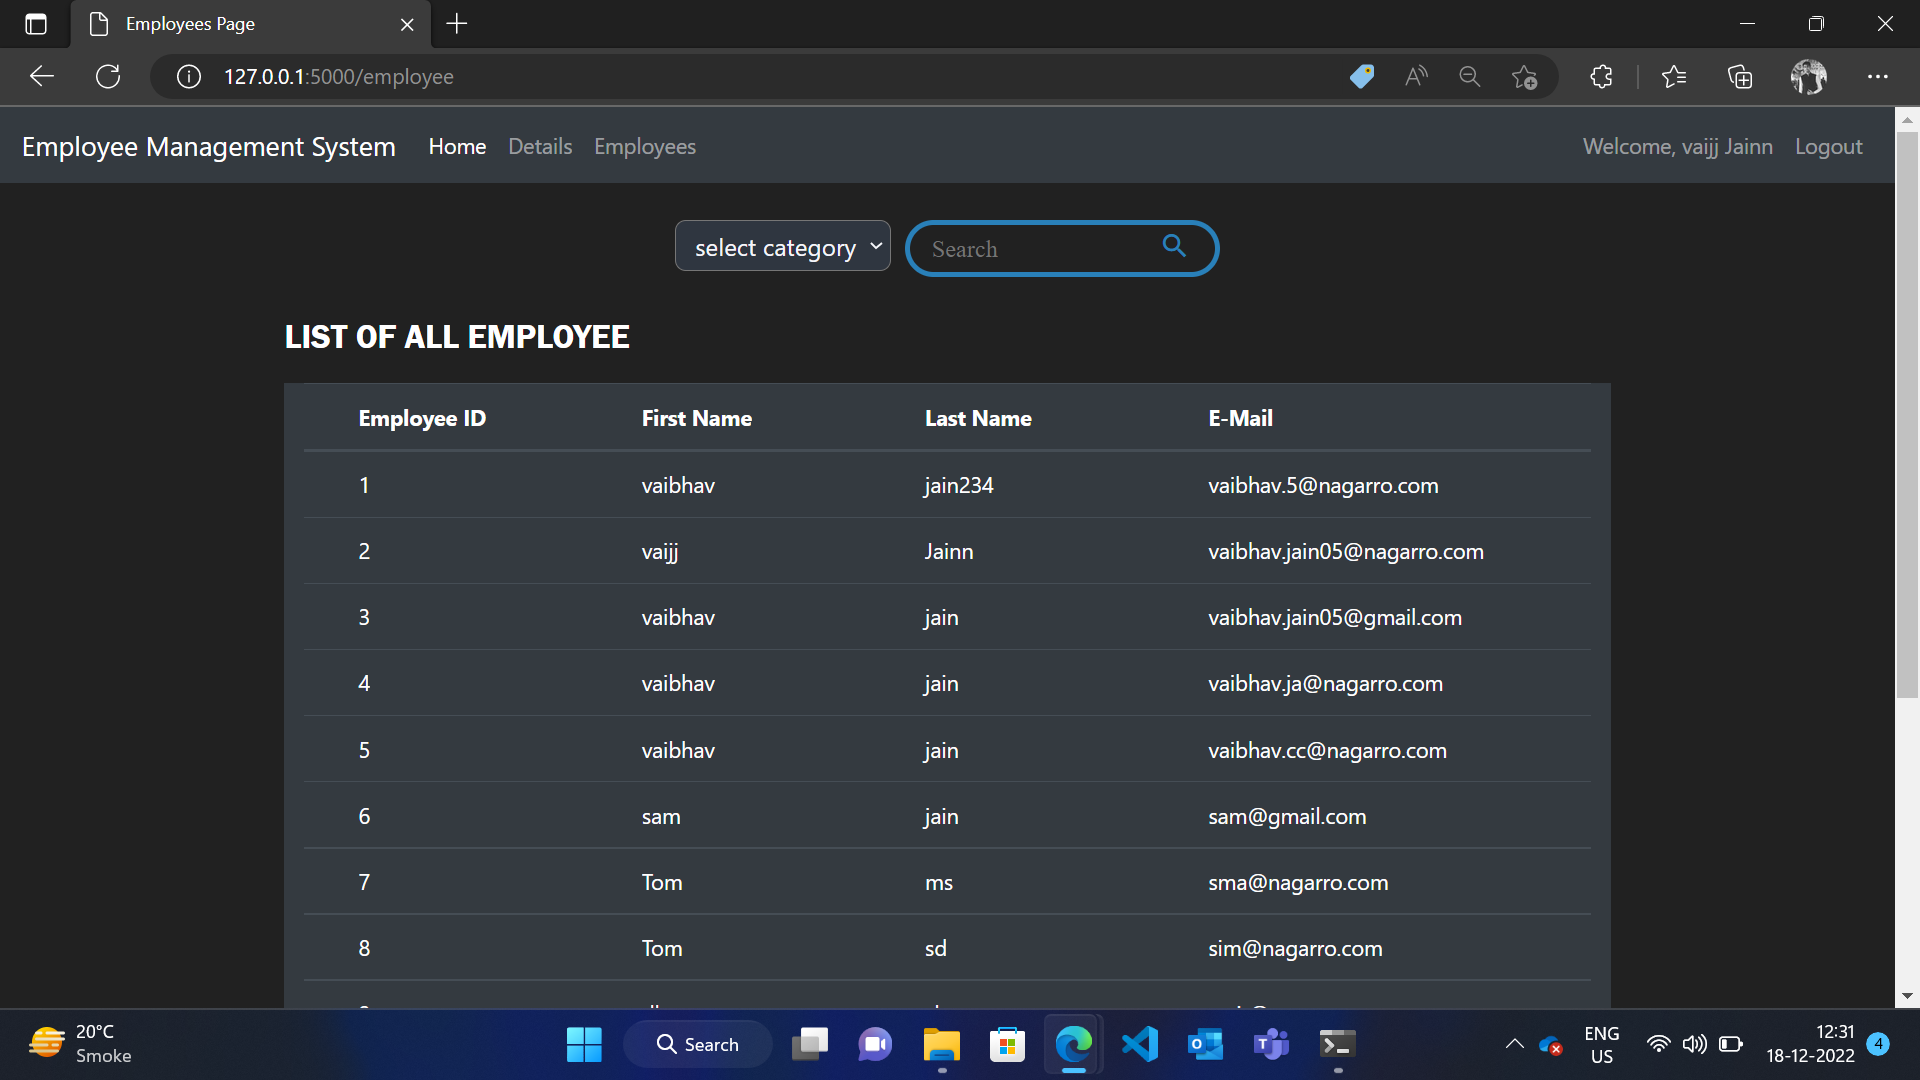 Employees Page
127.0.0.1:5000/employee
Employee Management System Home Details Employees Welcome, vaijj Jainn Logout
select category Search
LIST OF ALL EMPLOYEE
Employee ID First Name Last Name E-Mail
1 vaibhav jain234 vaibhav.5@nagarro.com
2 vaijj Jainn vaibhav.jain05@nagarro.com
3 vaibhav jain vaibhav.jain05@gmail.com
4 vaibhav jain vaibhav.ja@nagarro.com
5 vaibhav jain vaibhav.cc@nagarro.com
6 sam jain sam@gmail.com
7 Tom ms sma@nagarro.com
8 Tom sd sim@nagarro.com
20°C
Smoke
Search
ENG
US
12:31
18-12-2022
4